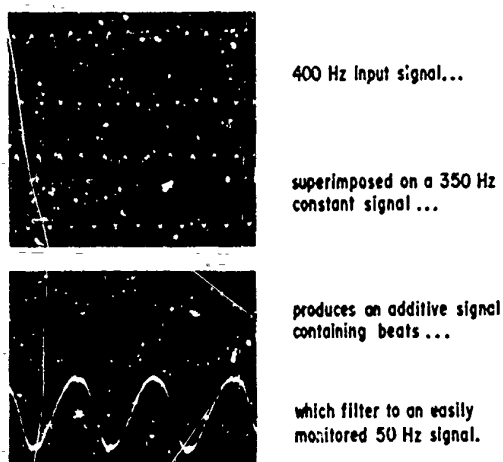 400 Hz Input signal...
superimposed on a 350 Hz
constant signal ...
produces an additive signal
containing beats ...
which filter to an easily
monitored 50 Hz signal.